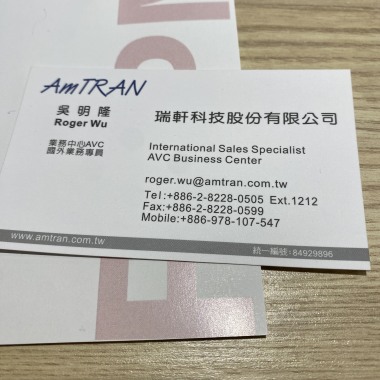 AmTRAN
吳明隆
Roger Wu
業務中心AVC
國外業務專員
瑞軒科技股份有限公司
International Sales Specialist
AVC Business Center
roger.wu@amtran.com.tw
Tel:+886-2-8228-0505 Ext.1212
Fax:+886-2-8228-0599
Mobile:+886-978-107-547
www.amtran.com.tw
統一編號:84929896